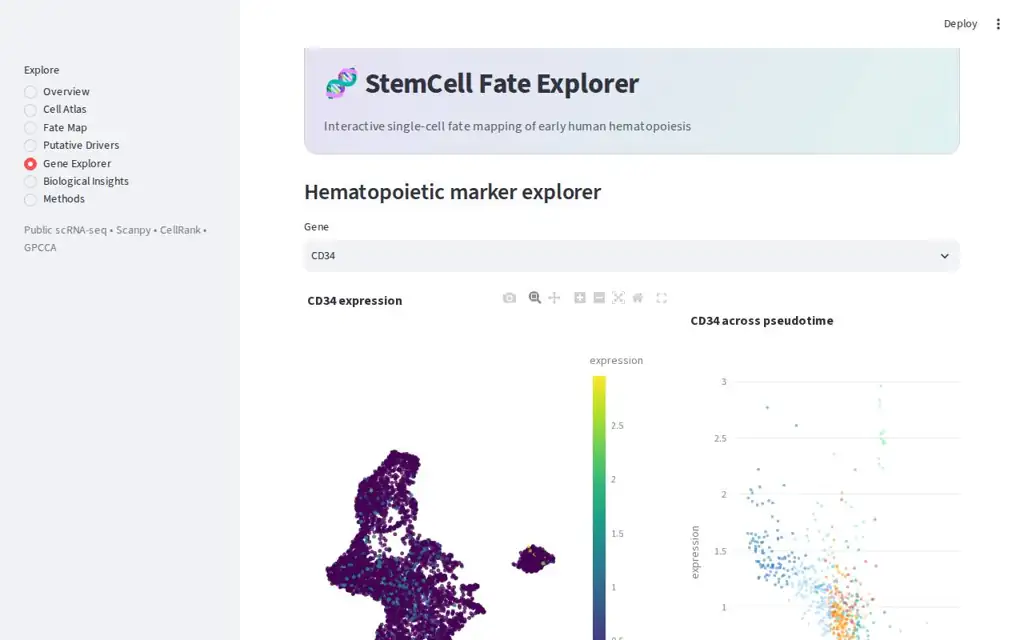 Deploy
Explore
Overview
Cell Atlas
Fate Map
Putative Drivers
Gene Explorer
Biological Insights
Methods
Public scRNA-seq • Scanpy • CellRank •
GPCCA
StemCell Fate Explorer
Interactive single-cell fate mapping of early human hematopoiesis
Hematopoietic marker explorer
Gene
CD34
CD34 expression
expression
2.5
2
1.5
1
0.5
CD34 across pseudotime
3
2.5
2
1.5
1
expression